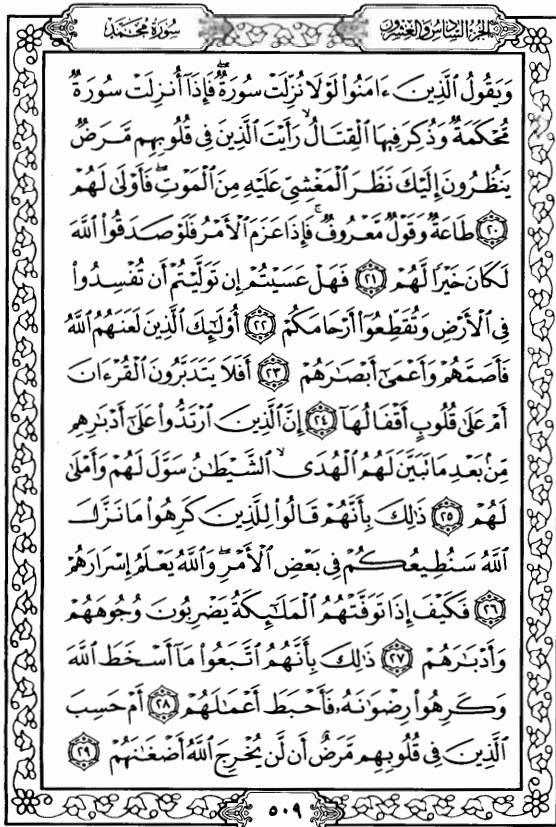 الجزء السادس والعشرون
سورة محمد
وَيَقُولُ ٱلَّذِينَ ءَامَنُوا۟ لَوْلَا نُزِّلَتْ سُورَةٌۖ فَإِذَآ أُنزِلَتْ سُورَةٌ
مُّحْكَمَةٌ وَذُكِرَ فِيهَا ٱلْقِتَالُۙ رَأَيْتَ ٱلَّذِينَ فِى قُلُوبِهِم مَّرَضٌ
يَنظُرُونَ إِلَيْكَ نَظَرَ ٱلْمَغْشِىِّ عَلَيْهِ مِنَ ٱلْمَوْتِۖ فَأَوْلَىٰ لَهُمْ
٢٠ طَاعَةٌ وَقَوْلٌ مَّعْرُوفٌۚ فَإِذَا عَزَمَ ٱلْأَمْرُ فَلَوْ صَدَقُوا۟ ٱللَّهَ
لَكَانَ خَيْرًا لَّهُمْ ٢١ فَهَلْ عَسَيْتُمْ إِن تَوَلَّيْتُمْ أَن تُفْسِدُوا۟
فِى ٱلْأَرْضِ وَتُقَطِّعُوٓا۟ أَرْحَامَكُمْ ٢٢ أُو۟لَٰٓئِكَ ٱلَّذِينَ لَعَنَهُمُ ٱللَّهُ
فَأَصَمَّهُمْ وَأَعْمَىٰٓ أَبْصَٰرَهُمْ ٢٣ أَفَلَا يَتَدَبَّرُونَ ٱلْقُرْءَانَ
أَمْ عَلَىٰ قُلُوبٍ أَقْفَالُهَآ ٢٤ إِنَّ ٱلَّذِينَ ٱرْتَدُّوا۟ عَلَىٰٓ أَدْبَٰرِهِم
مِّنۢ بَعْدِ مَا تَبَيَّنَ لَهُمُ ٱلْهُدَىۙ ٱلشَّيْطَٰنُ سَوَّلَ لَهُمْ وَأَمْلَىٰ
لَهُمْ ٢٥ ذَٰلِكَ بِأَنَّهُمْ قَالُوا۟ لِلَّذِينَ كَرِهُوا۟ مَا نَزَّلَ
ٱللَّهُ سَنُطِيعُكُمْ فِى بَعْضِ ٱلْأَمْرِۖ وَٱللَّهُ يَعْلَمُ إِسْرَارَهُمْ
٢٦ فَكَيْفَ إِذَا تَوَفَّتْهُمُ ٱلْمَلَٰٓئِكَةُ يَضْرِبُونَ وُجُوهَهُمْ
وَأَدْبَٰرَهُمْ ٢٧ ذَٰلِكَ بِأَنَّهُمُ ٱتَّبَعُوا۟ مَآ أَسْخَطَ ٱللَّهَ
وَكَرِهُوا۟ رِضْوَٰنَهُۥ فَأَحْبَطَ أَعْمَٰلَهُمْ ٢٨ أَمْ حَسِبَ
ٱلَّذِينَ فِى قُلُوبِهِم مَّرَضٌ أَن لَّن يُخْرِجَ ٱللَّهُ أَضْغَٰنَهُمْ ٢٩
٥٠٩